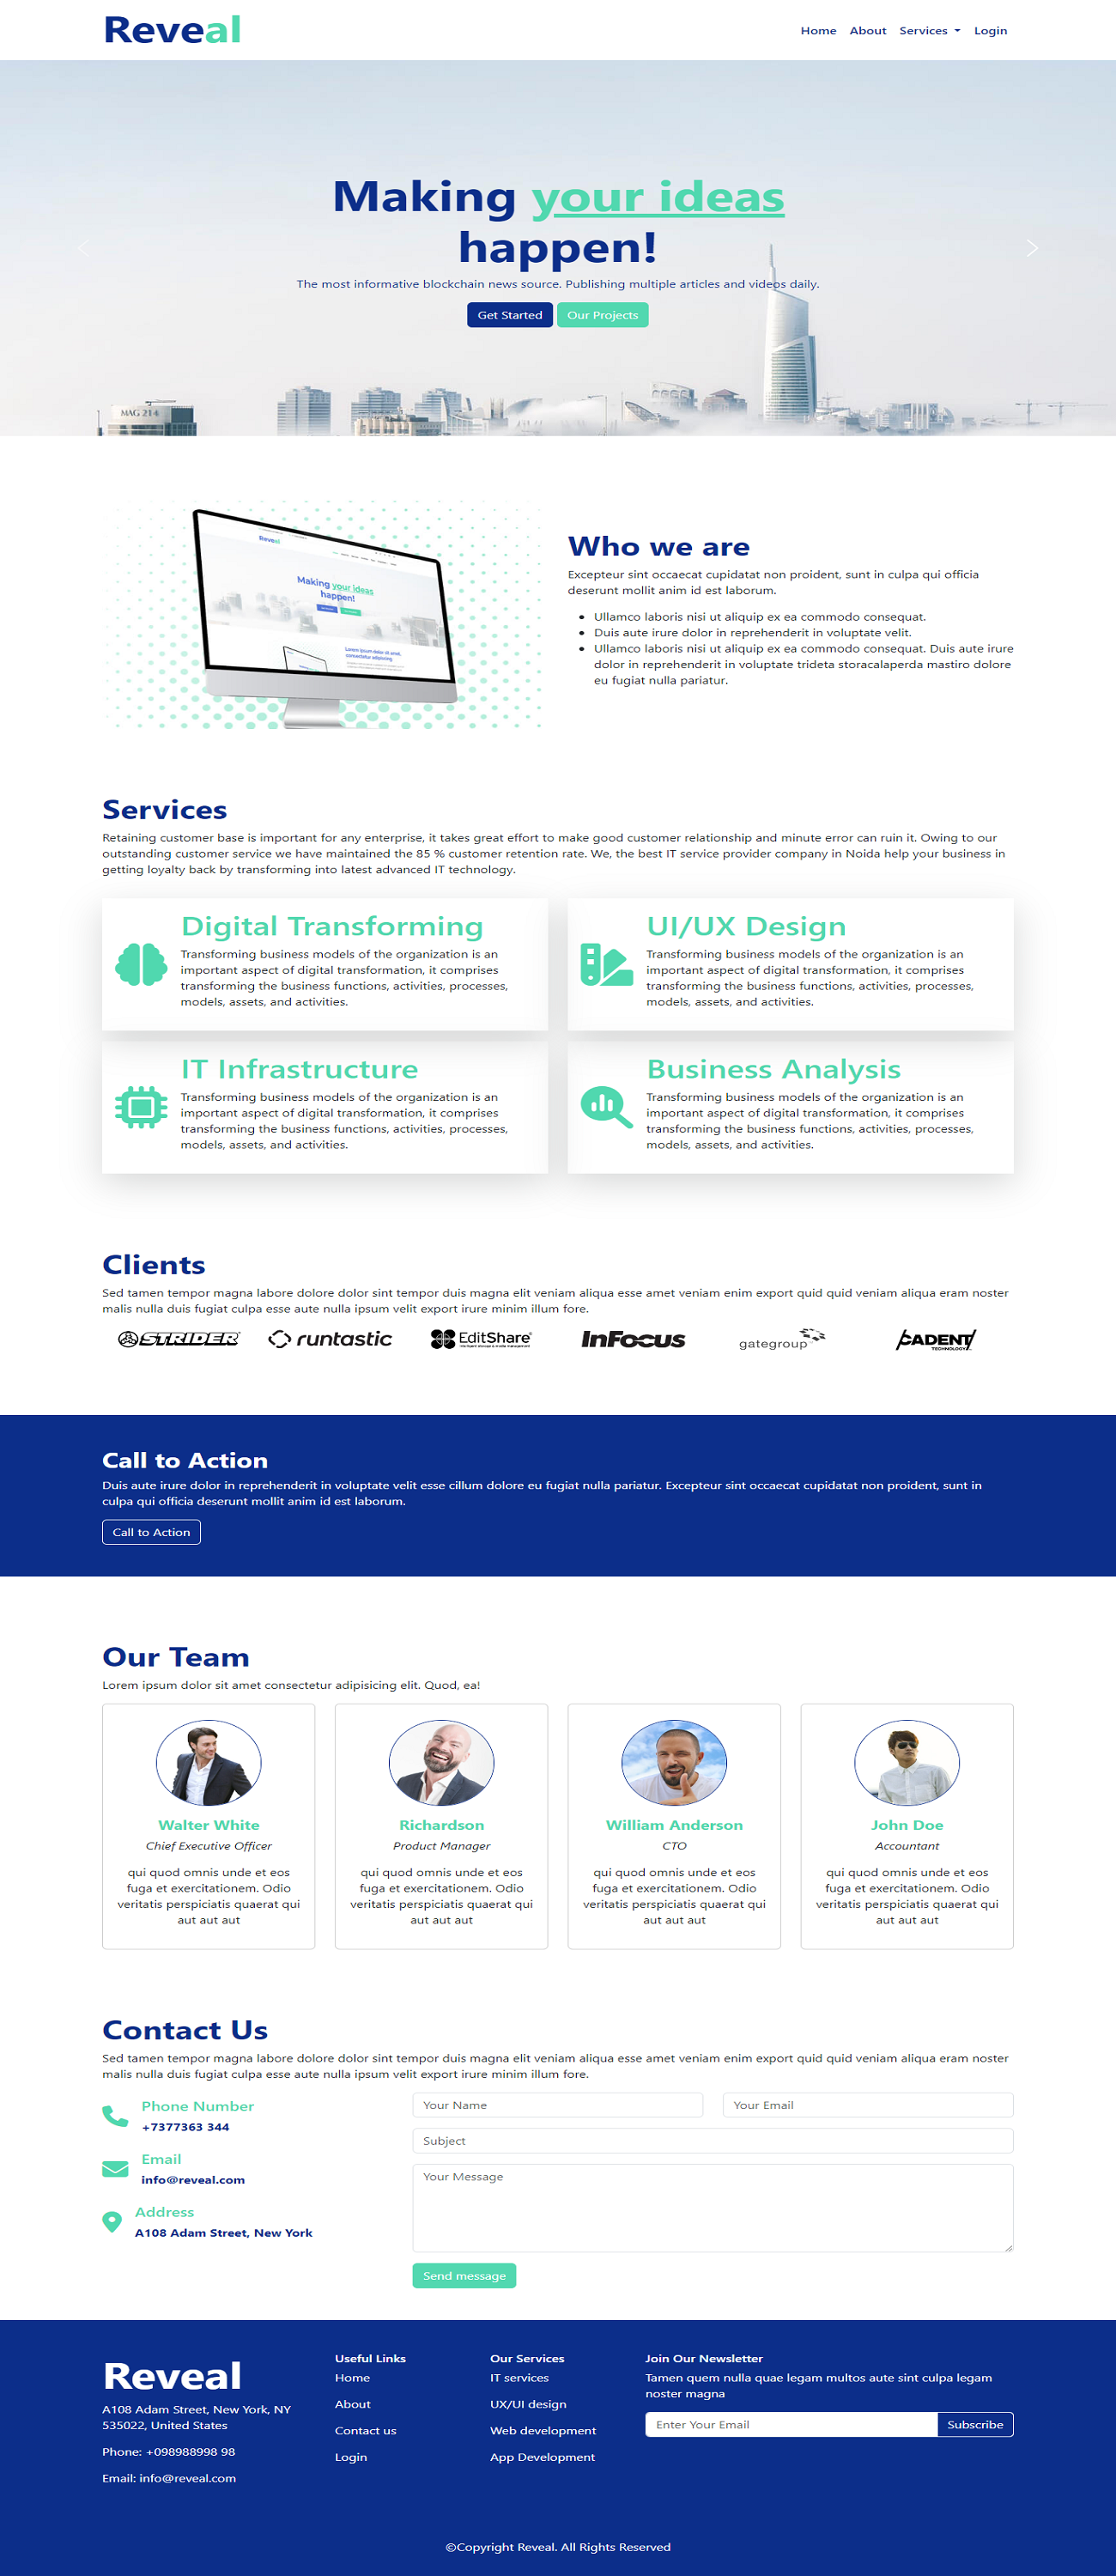 Reveal
Home About Services Login
Making your ideas
happen!
The most informative blockchain news source. Publishing multiple articles and videos daily.
Get Started Our Projects
MAG 214
Reveal
Making your ideas
happen!
Who we are
Excepteur sint occaecat cupidatat non proident, sunt in culpa qui officia
deserunt mollit anim id est laborum.
Ullamco laboris nisi ut aliquip ex ea commodo consequat.
Duis aute irure dolor in reprehenderit in voluptate velit.
Ullamco laboris nisi ut aliquip ex ea commodo consequat. Duis aute irure
dolor in reprehenderit in voluptate trideta storacalaperda mastiro dolore
eu fugiat nulla pariatur.
Services
Retaining customer base is important for any enterprise, it takes great effort to make good customer relationship and minute error can ruin it. Owing to our
outstanding customer service we have maintained the 85 % customer retention rate. We, the best IT service provider company in Noida help your business in
getting loyalty back by transforming into latest advanced IT technology.
Digital Transforming
Transforming business models of the organization is an
important aspect of digital transformation, it comprises
transforming the business functions, activities, processes,
models, assets, and activities.
UI/UX Design
Transforming business models of the organization is an
important aspect of digital transformation, it comprises
transforming the business functions, activities, processes,
models, assets, and activities.
IT Infrastructure
Transforming business models of the organization is an
important aspect of digital transformation, it comprises
transforming the business functions, activities, processes,
models, assets, and activities.
Business Analysis
Transforming business models of the organization is an
important aspect of digital transformation, it comprises
transforming the business functions, activities, processes,
models, assets, and activities.
Clients
Sed tamen tempor magna labore dolore dolor sint tempor duis magna elit veniam aliqua esse amet veniam enim export quid quid veniam aliqua eram noster
malis nulla duis fugiat culpa esse aute nulla ipsum velit export irure minim illum fore.
STRIDER runtastic EditShare InFocus gategroup CADENT
TECHNOLOGY
Call to Action
Duis aute irure dolor in reprehenderit in voluptate velit esse cillum dolore eu fugiat nulla pariatur. Excepteur sint occaecat cupidatat non proident, sunt in
culpa qui officia deserunt mollit anim id est laborum.
Call to Action
Our Team
Lorem ipsum dolor sit amet consectetur adipisicing elit. Quod, ea!
Walter White
Chief Executive Officer
qui quod omnis unde et eos
fuga et exercitationem. Odio
veritatis perspiciatis quaerat qui
aut aut aut
Richardson
Product Manager
qui quod omnis unde et eos
fuga et exercitationem. Odio
veritatis perspiciatis quaerat qui
aut aut aut
William Anderson
CTO
qui quod omnis unde et eos
fuga et exercitationem. Odio
veritatis perspiciatis quaerat qui
aut aut aut
John Doe
Accountant
qui quod omnis unde et eos
fuga et exercitationem. Odio
veritatis perspiciatis quaerat qui
aut aut aut
Contact Us
Sed tamen tempor magna labore dolore dolor sint tempor duis magna elit veniam aliqua esse amet veniam enim export quid quid veniam aliqua eram noster
malis nulla duis fugiat culpa esse aute nulla ipsum velit export irure minim illum fore.
Phone Number
+7377363 344
Email
info@reveal.com
Address
A108 Adam Street, New York
Your Name
Your Email
Subject
Your Message
Send message
Reveal
A108 Adam Street, New York, NY
535022, United States
Phone: +098988998 98
Email: info@reveal.com
Useful Links
Home
About
Contact us
Login
Our Services
IT services
UX/UI design
Web development
App Development
Join Our Newsletter
Tamen quem nulla quae legam multos aute sint culpa legam
noster magna
Enter Your Email Subscribe
©Copyright Reveal. All Rights Reserved